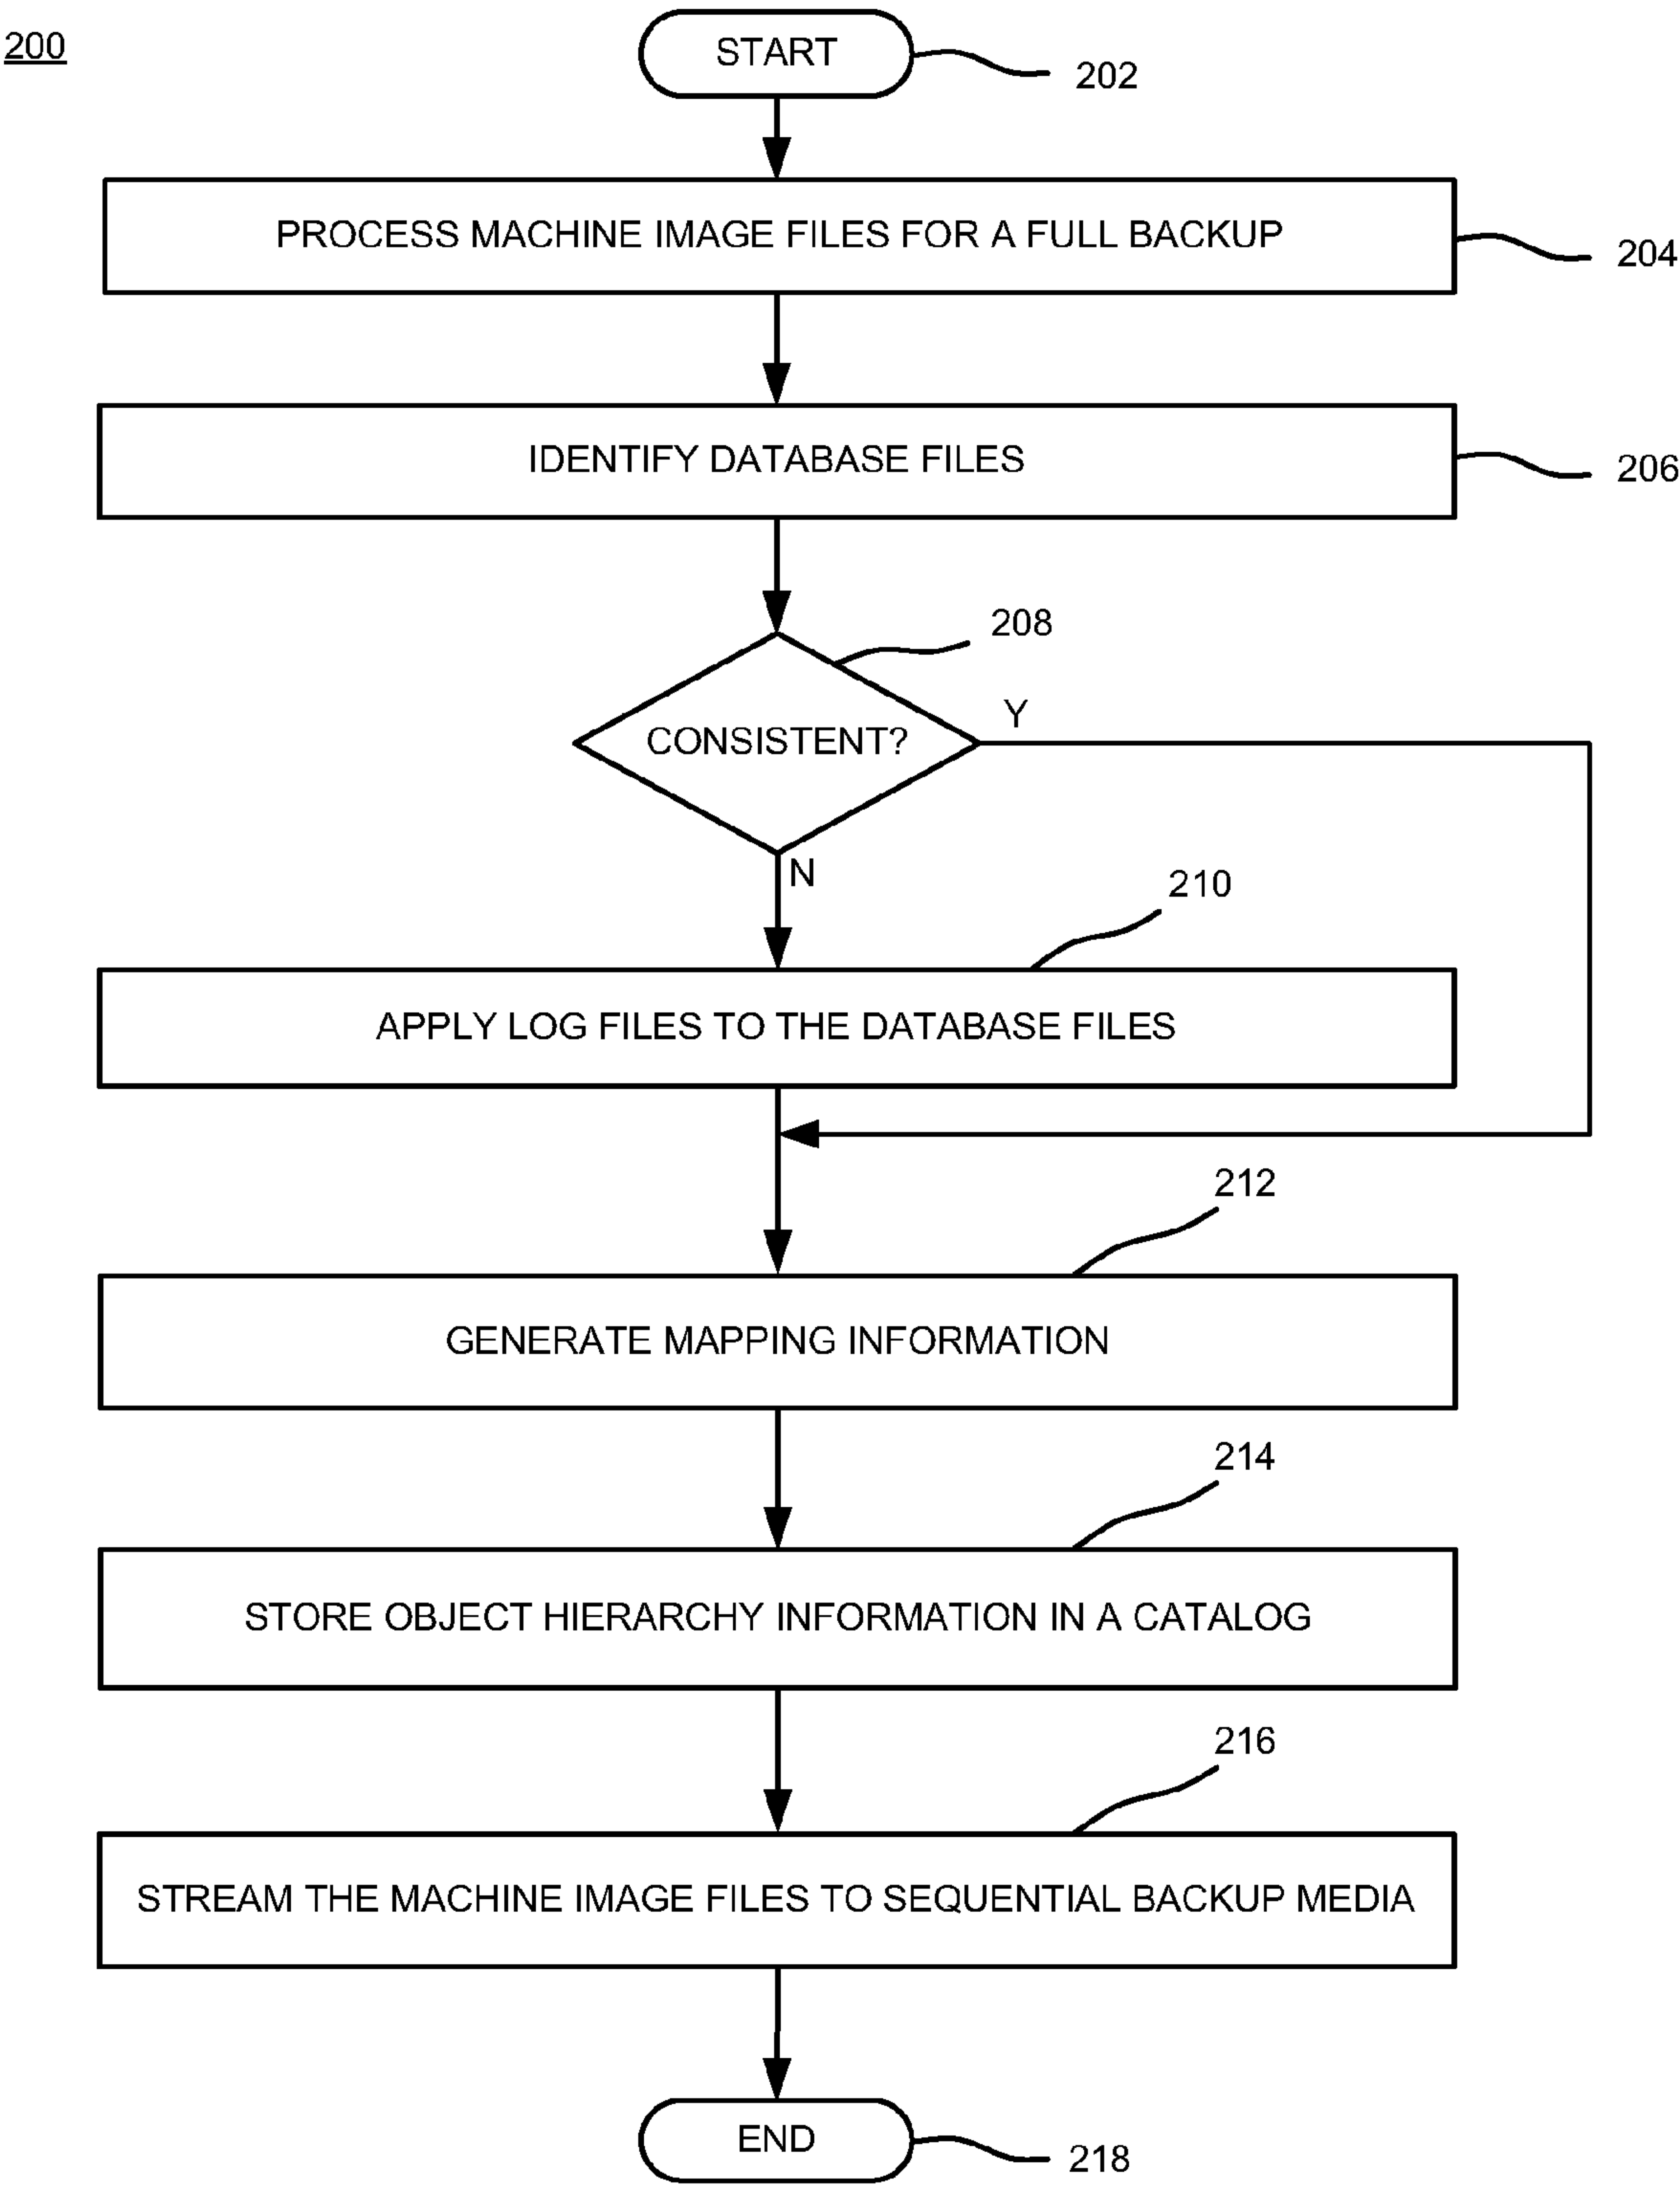 200
START
202
PROCESS MACHINE IMAGE FILES FOR A FULL BACKUP
204
IDENTIFY DATABASE FILES
206
208
CONSISTENT?
Y
N
210
APPLY LOG FILES TO THE DATABASE FILES
212
GENERATE MAPPING INFORMATION
214
STORE OBJECT HIERARCHY INFORMATION IN A CATALOG
216
STREAM THE MACHINE IMAGE FILES TO SEQUENTIAL BACKUP MEDIA
END
218